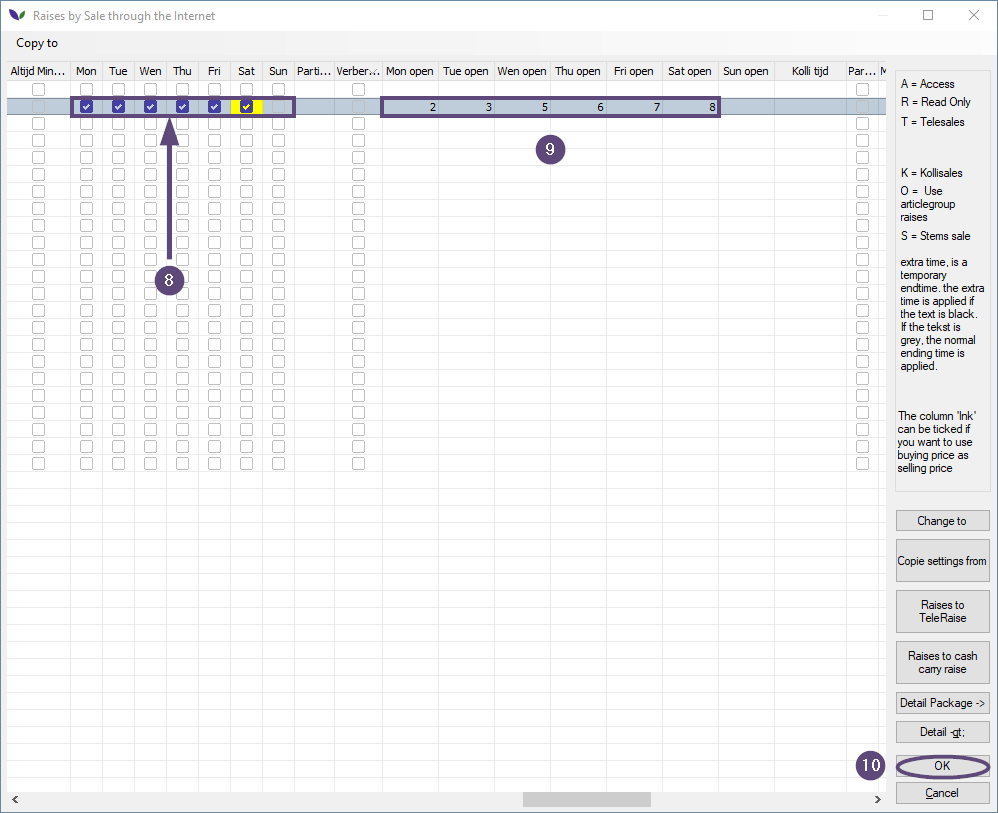 Raises by Sale through the Internet
Copy to
Altijd Min... Mon Tue Wen Thu Fri Sat Sun Parti... Verber... Mon open Tue open Wen open Thu open Fri open Sat open Sun open Kolli tijd Par... M
2 3 5 6 7 8
9
8
A = Access
R = Read Only
T = Telesales
K = Kollisales
O = Use
articlegroup
raises
S = Stems sale
extra time, is a
temporary
endtime. the extra
time is applied if
the text is black.
If the tekst is
grey, the normal
ending time is
applied.
The column 'Ink'
can be ticked if
you want to use
buying price as
selling price
Change to
Copie settings from
Raises to
TeleRaise
Raises to cash
carry raise
Detail Package ->
Detail -gt;
10 OK
Cancel